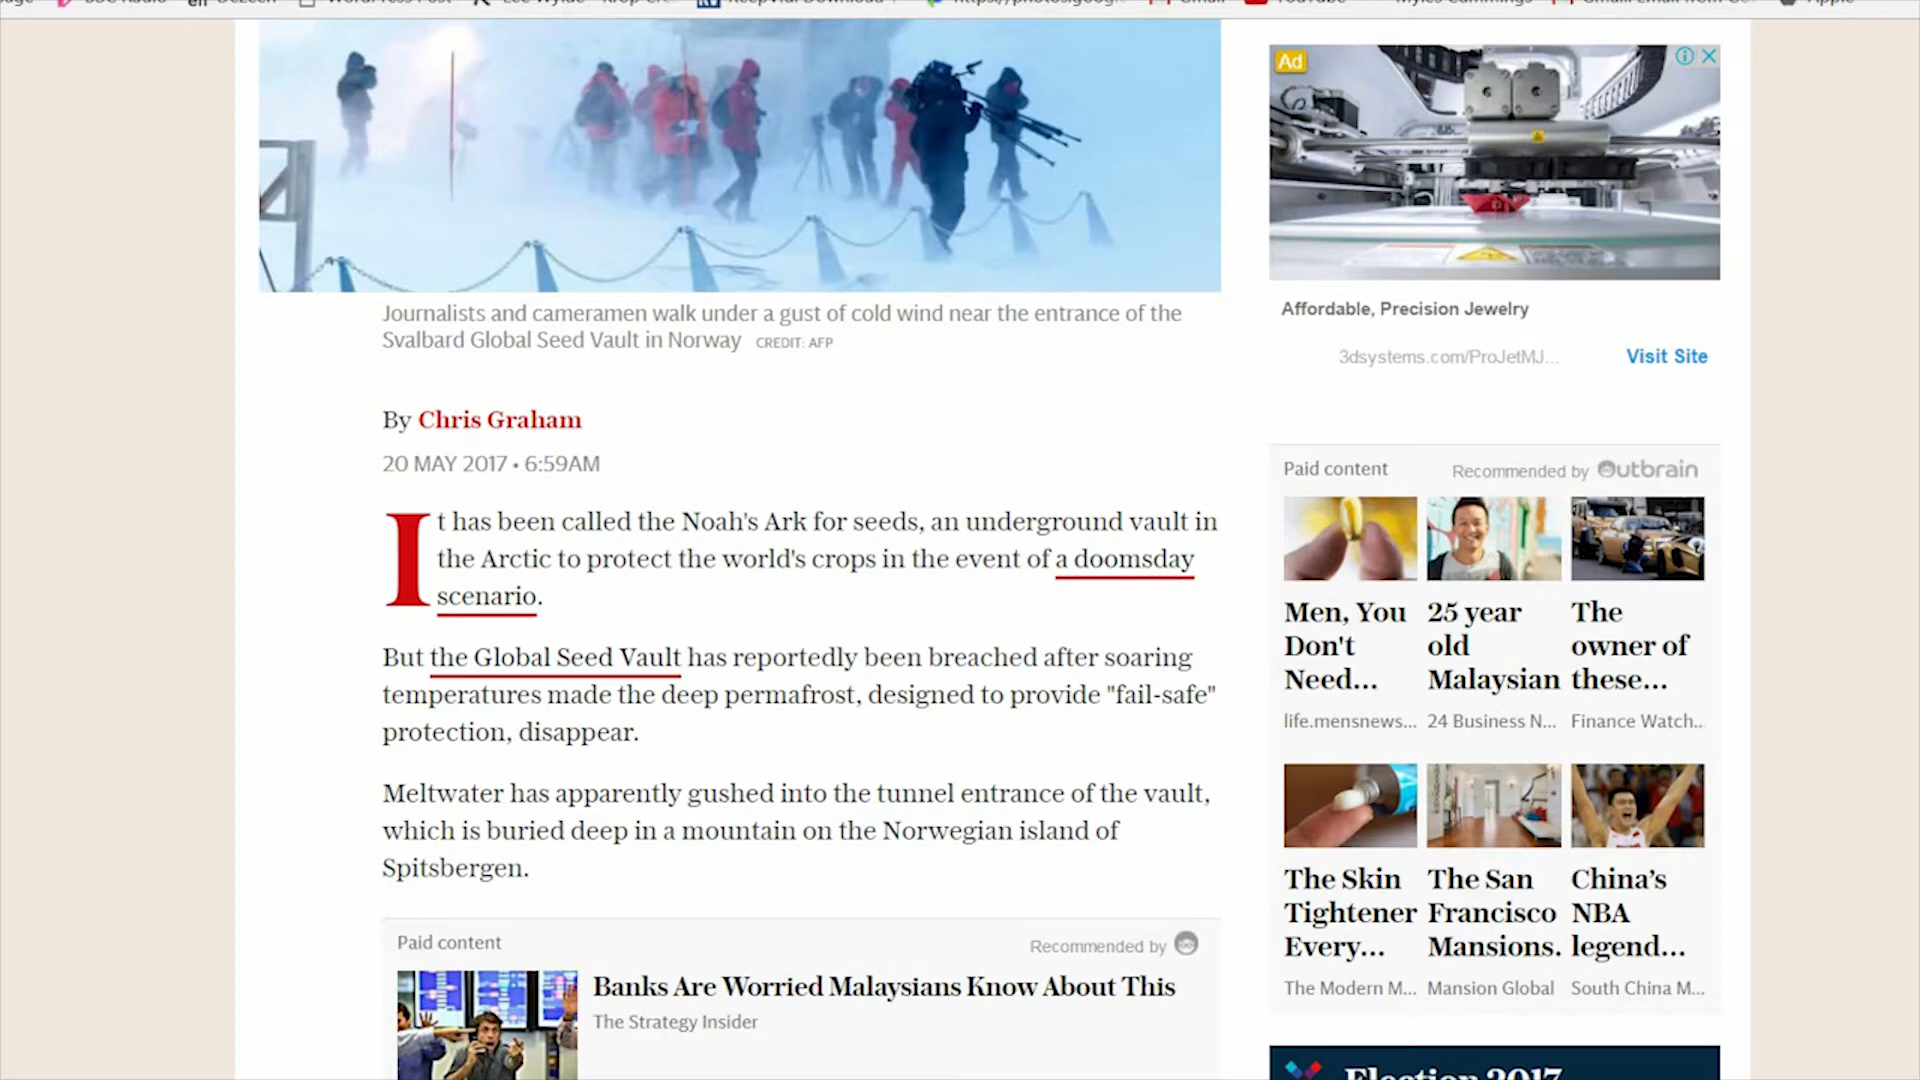 WordPress Post
Journalists and cameramen walk under a gust of cold wind near the entrance of the
Svalbard Global Seed Vault in Norway CREDIT: AFP
By Chris Graham
20 MAY 2017 • 6:59AM
It has been called the Noah's Ark for seeds, an underground vault in
the Arctic to protect the world's crops in the event of a doomsday
scenario.
But the Global Seed Vault has reportedly been breached after soaring
temperatures made the deep permafrost, designed to provide "fail-safe"
protection, disappear.
Meltwater has apparently gushed into the tunnel entrance of the vault,
which is buried deep in a mountain on the Norwegian island of
Spitsbergen.
Paid content
Recommended by
Banks Are Worried Malaysians Know About This
The Strategy Insider
Ad
Affordable, Precision Jewelry
3dsystems.com/ProJetMJ...
Visit Site
Paid content
Recommended by Outbrain
Men, You
Don't
Need...
life.mensnews...
25 year
old
Malaysian
24 Business N...
The
owner of
these...
Finance Watch...
The Skin
Tightener
Every...
The Modern M...
The San
Francisco
Mansions.
Mansion Global
China's
NBA
legend...
South China M...
Election 2017